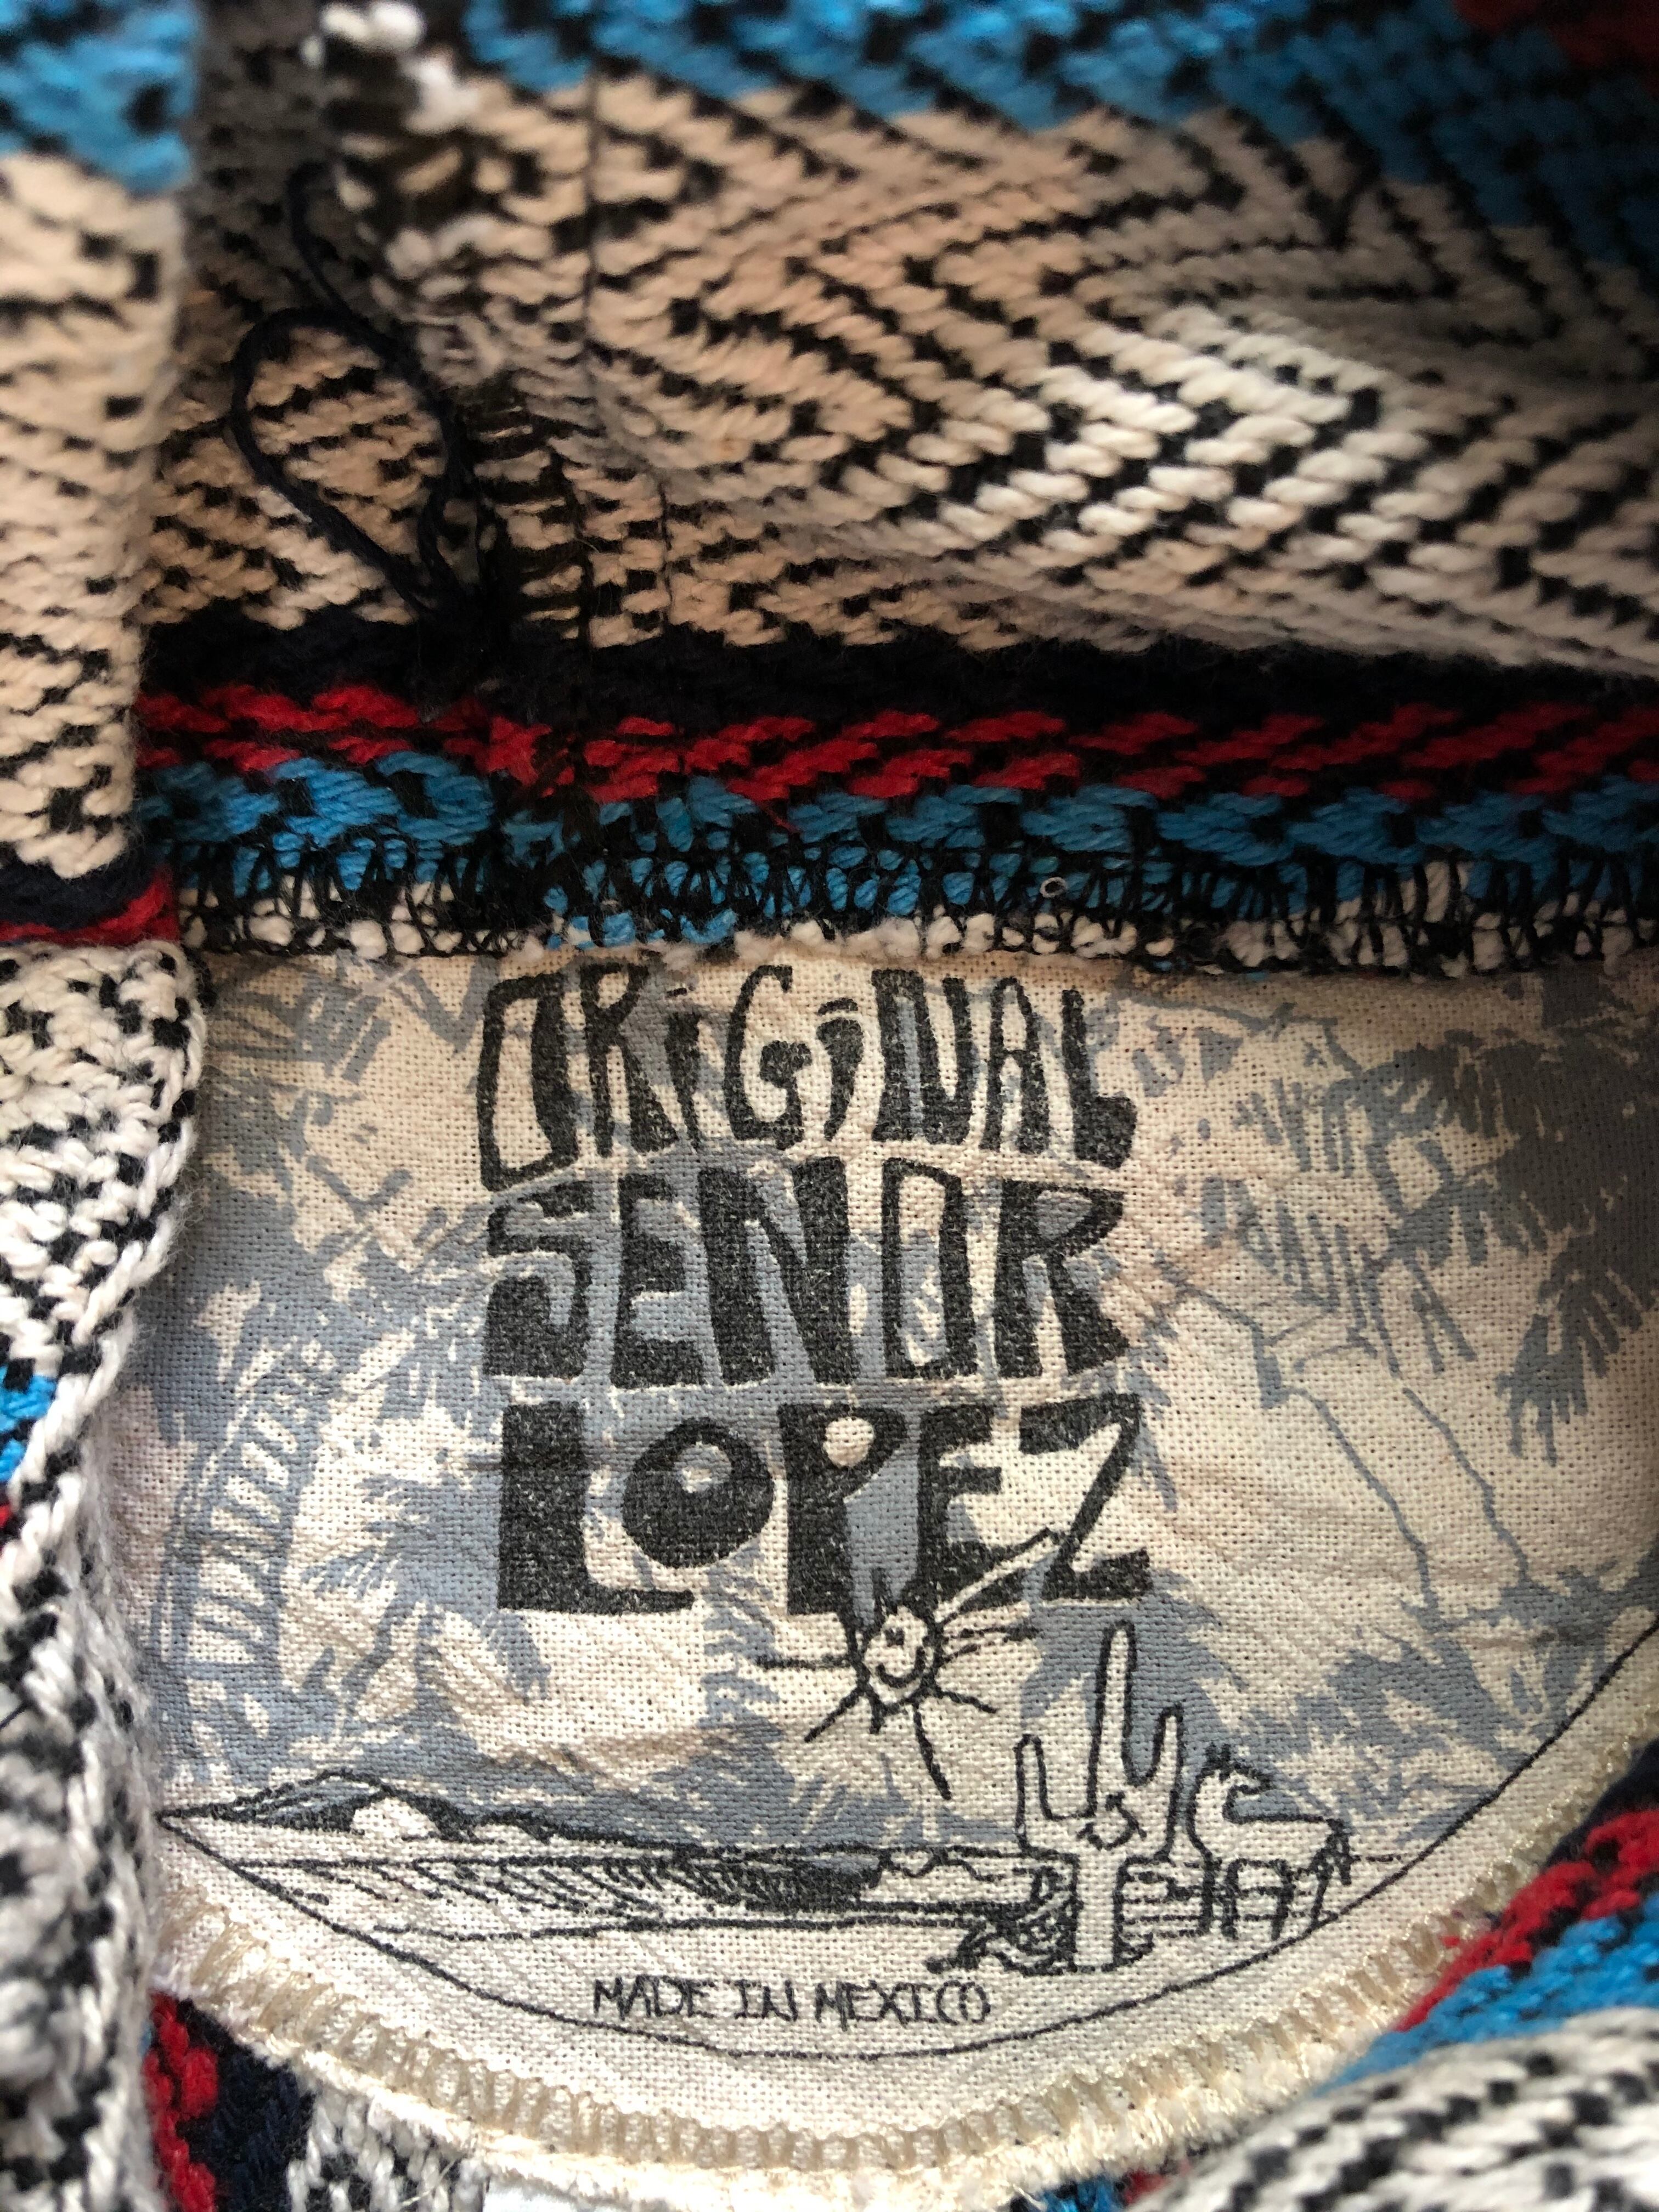 ORiGiNAL
SENOR
LOPEZ
MADE IN MEXICO